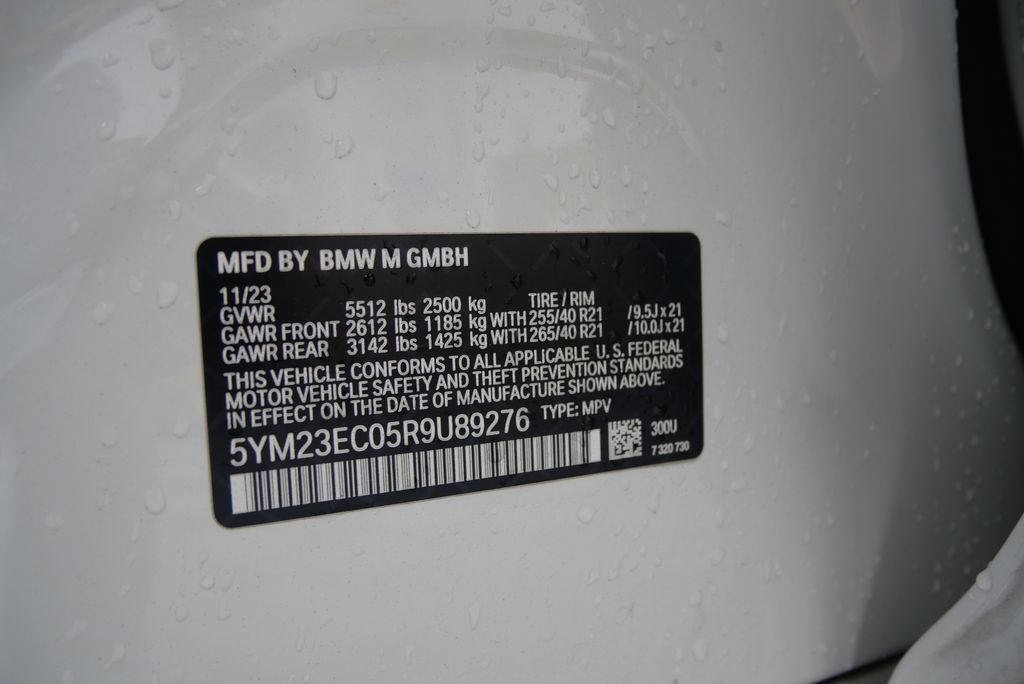 MFD BY BMW M GMBH
11/23
GVWR 5512 lbs 2500 kg TIRE / RIM
GAWR FRONT 2612 lbs 1185 kg WITH 255/40 R21 /9.5J x 21
GAWR REAR 3142 lbs 1425 kg WITH 265/40 R21 /10.0J x 21
THIS VEHICLE CONFORMS TO ALL APPLICABLE U. S. FEDERAL
MOTOR VEHICLE SAFETY AND THEFT PREVENTION STANDARDS
IN EFFECT ON THE DATE OF MANUFACTURE SHOWN ABOVE.
5YM23EC05R9U89276 TYPE: MPV
300U
7 320 730